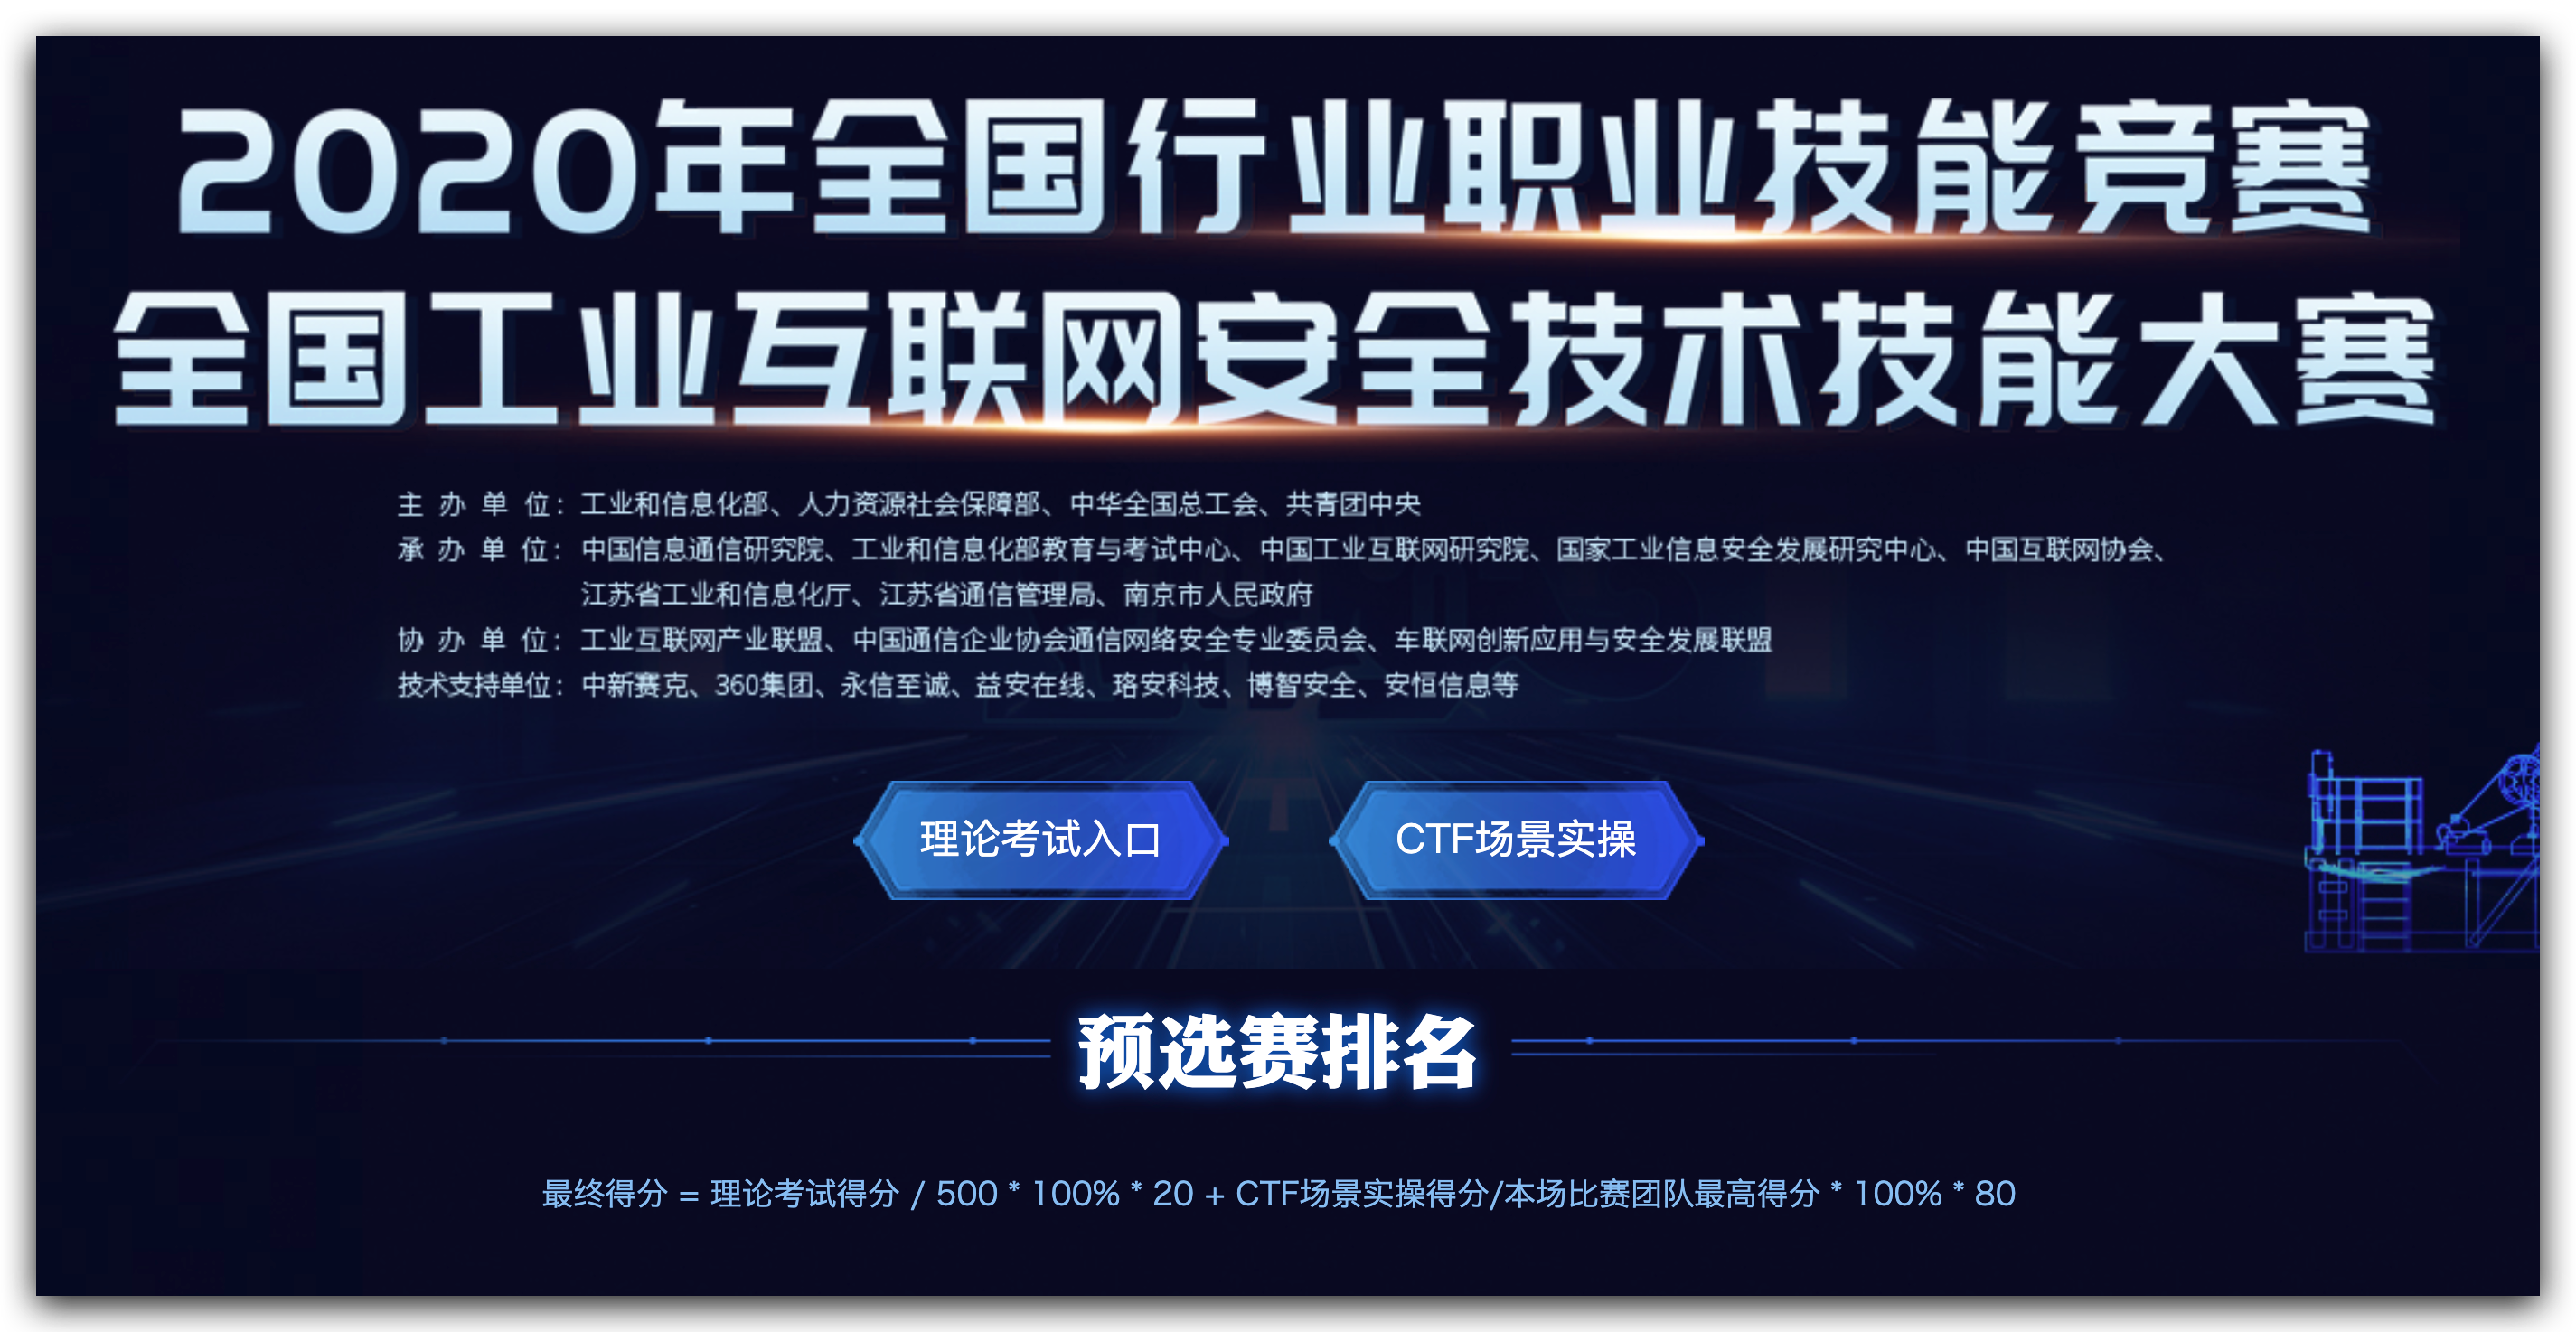 2020年全国行业职业技能竞赛
全国工业互联网安全技术技能大赛
主 办 单 位：工业和信息化部、人力资源社会保障部、中华全国总工会、共青团中央
承 办 单 位：中国信息通信研究院、工业和信息化部教育与考试中心、中国工业互联网研究院、国家工业信息安全发展研究中心、中国互联网协会、
江苏省工业和信息化厅、江苏省通信管理局、南京市人民政府
协 办 单 位：工业互联网产业联盟、中国通信企业协会通信网络安全专业委员会、车联网创新应用与安全发展联盟
技术支持单位：中新赛克、360集团、永信至诚、益安在线、珞安科技、博智安全、安恒信息等
理论考试入口
CTF场景实操
预选赛排名
最终得分 = 理论考试得分 / 500 * 100% * 20 + CTF场景实操得分/本场比赛团队最高得分 * 100% * 80